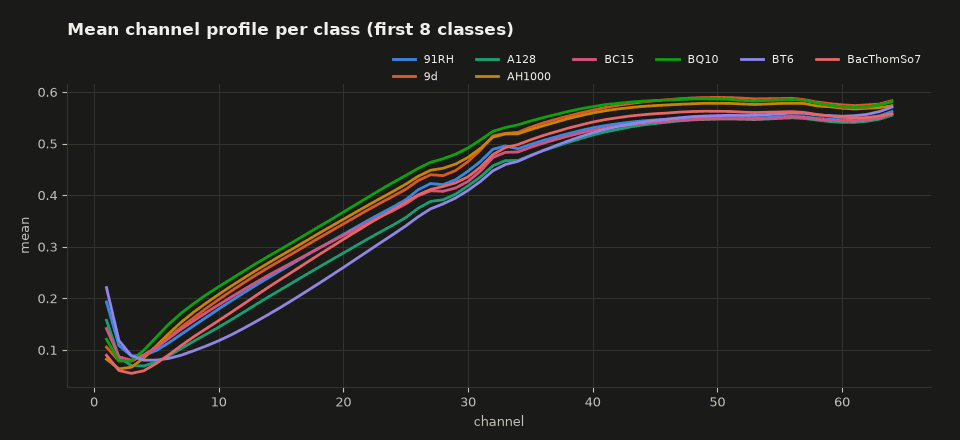 Mean channel profile per class (first 8 classes)
91RH A128 BC15 BQ10 BT6 BacThomSo7
9d AH1000
0.6
0.5
0.4
0.3
0.2
0.1
mean
0 10 20 30 40 50 60
channel